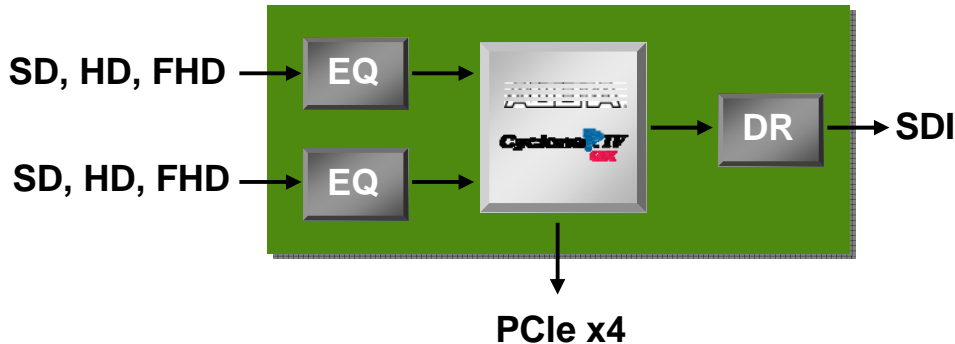 SD, HD, FHD
EQ
SD, HD, FHD
EQ
ALTERA.
Cyclone IV
GX
DR
SDI
PCIe x4